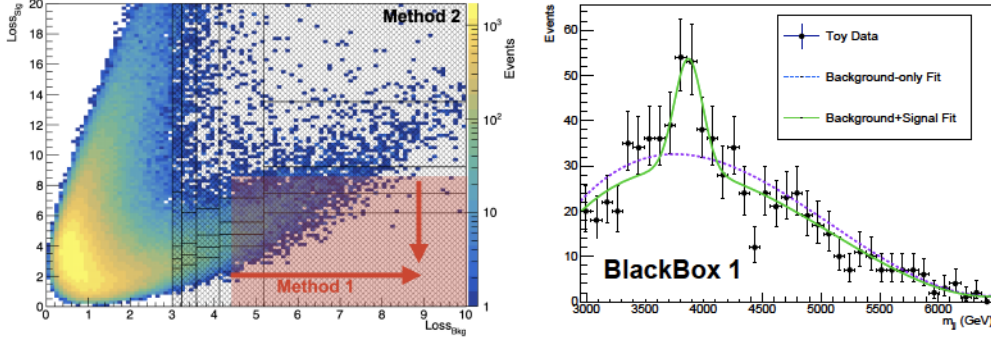 Loss_Sig
20
18
16
14
12
10
8
6
4
2
0
0 1 2 3 4 5 6 7 8 9 10
Loss_Bkg
Method 2
Method 1
10³
10²
10
1
Events
Events
60
50
40
30
20
10
0
3000 3500 4000 4500 5000 5500 6000
m_jj (GeV)
Toy Data
Background-only Fit
Background+Signal Fit
BlackBox 1